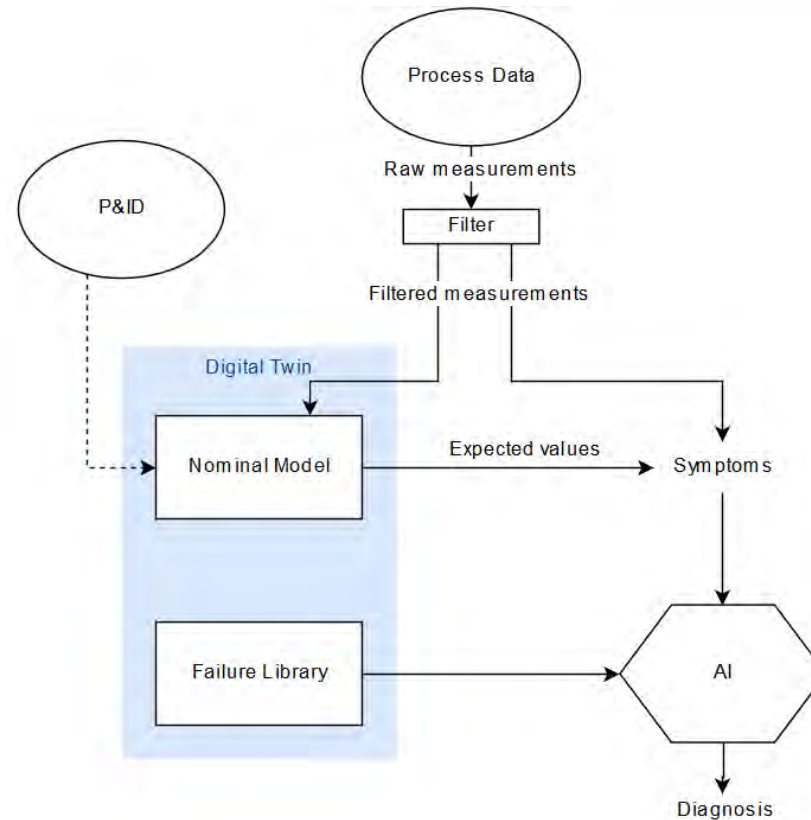 Process Data
Raw measurements
P&ID
Filter
Filtered measurements
Digital Twin
Nominal Model
Expected values
Symptoms
Failure Library
AI
Diagnosis